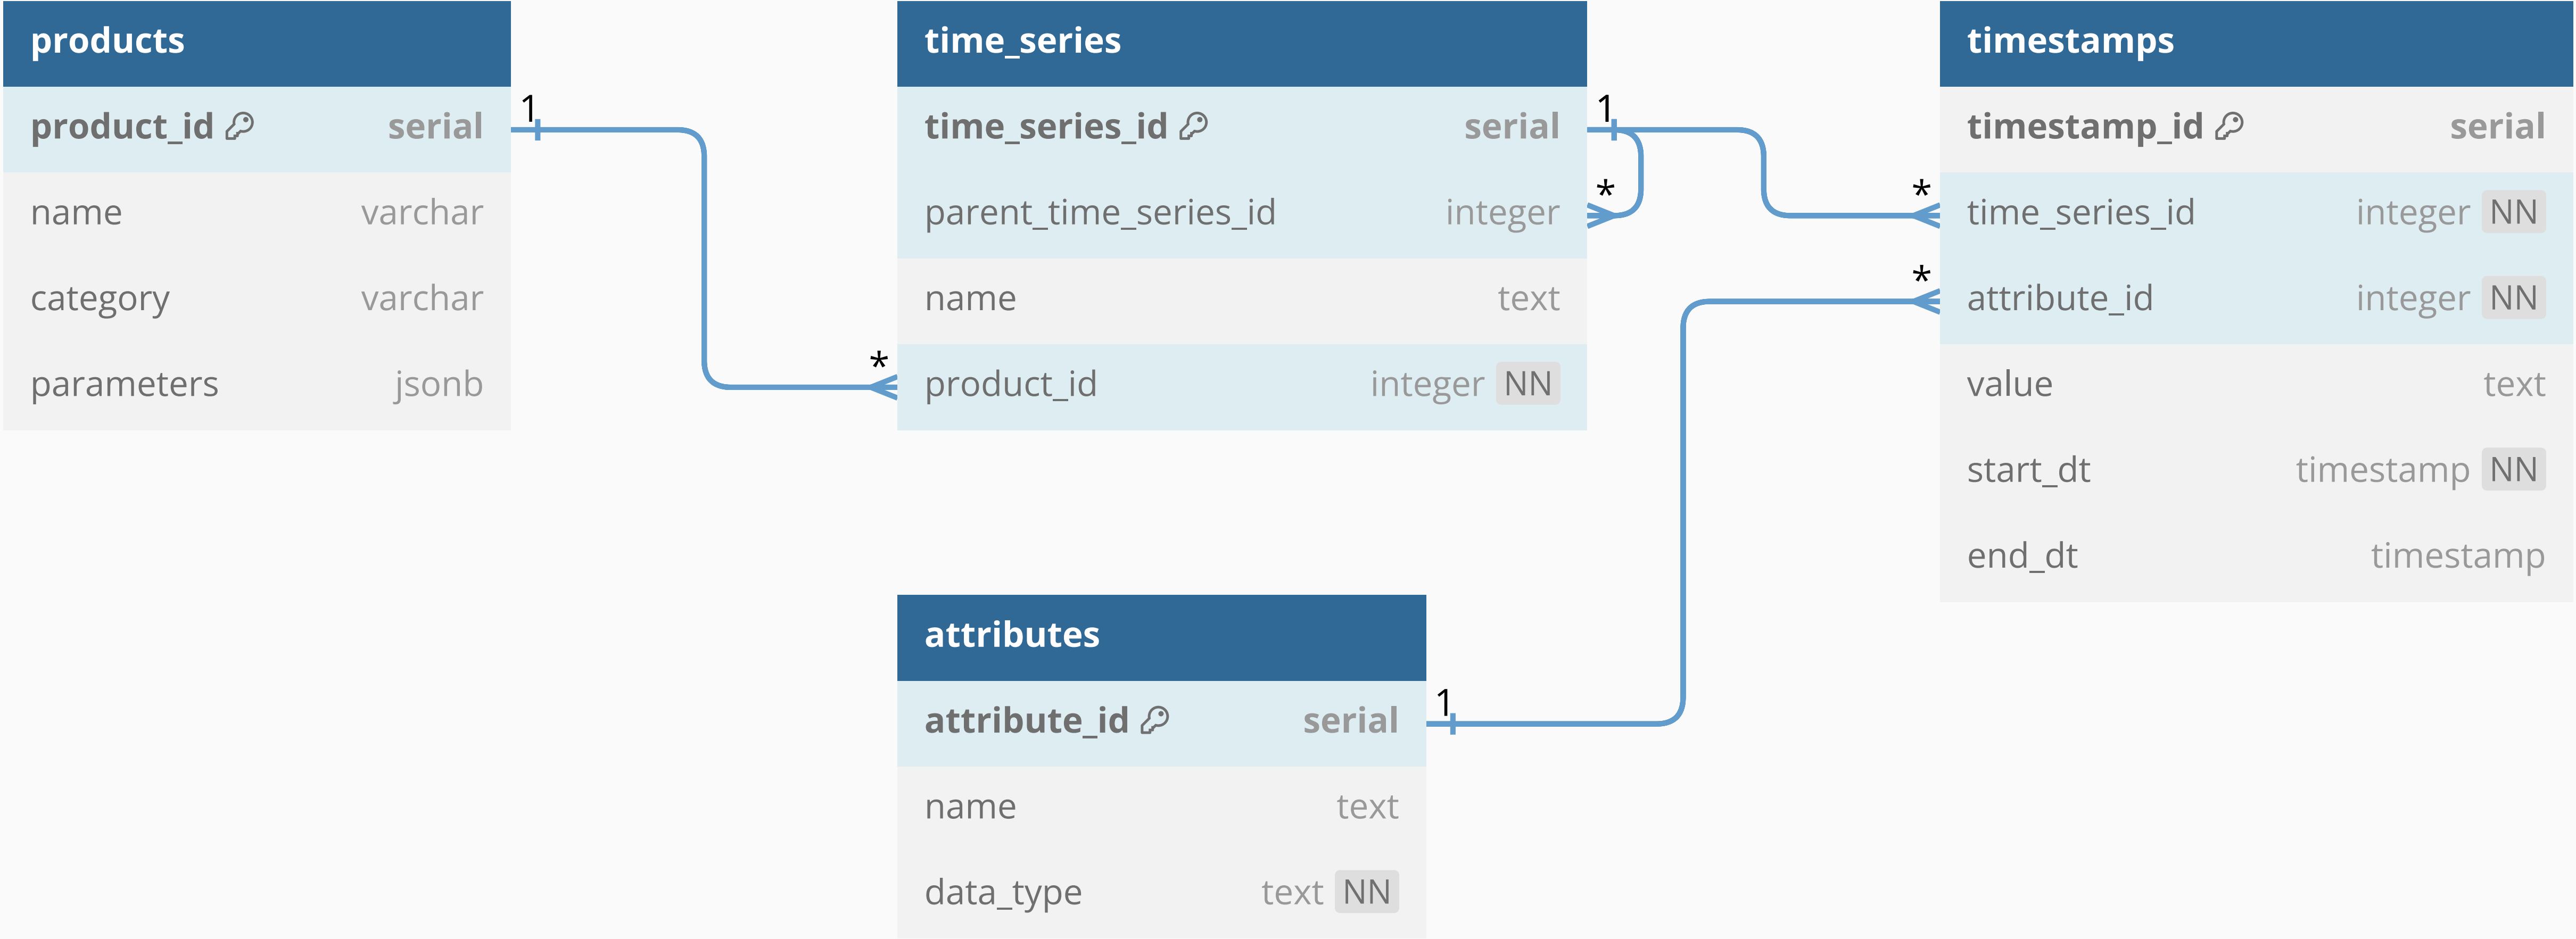 products
product_id serial
name varchar
category varchar
parameters jsonb
1
*
time_series
time_series_id serial
parent_time_series_id integer
name text
product_id integer NN
1
*
*
timestamps
timestamp_id serial
time_series_id integer NN
attribute_id integer NN
value text
start_dt timestamp NN
end_dt timestamp
*
attributes
attribute_id serial
name text
data_type text NN
1